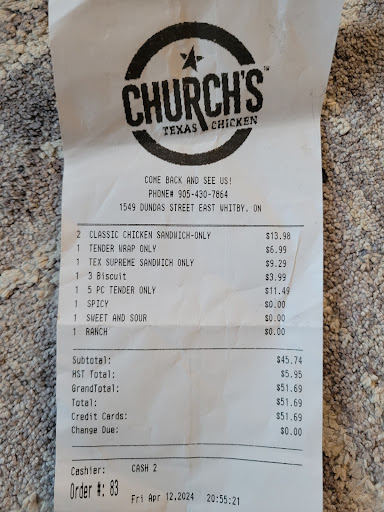 CHURCH'S™
TEXAS CHICKEN
COME BACK AND SEE US!
PHONE# 905-430-7864
1549 DUNDAS STREET EAST WHITBY, ON
2 CLASSIC CHICKEN SANDWICH-ONLY $13.98
1 TENDER WRAP ONLY $6.99
1 TEX SUPREME SANDWICH ONLY $9.29
1 3 Biscuit $3.99
1 5 PC TENDER ONLY $11.49
1 SPICY $0.00
1 SWEET AND SOUR $0.00
1 RANCH $0.00
Subtotal: $45.74
HST Total: $5.95
GrandTotal: $51.69
Total: $51.69
Credit Cards: $51.69
Change Due: $0.00
Cashier: CASH 2
Order #: 83 Fri Apr 12,2024 20:55:21